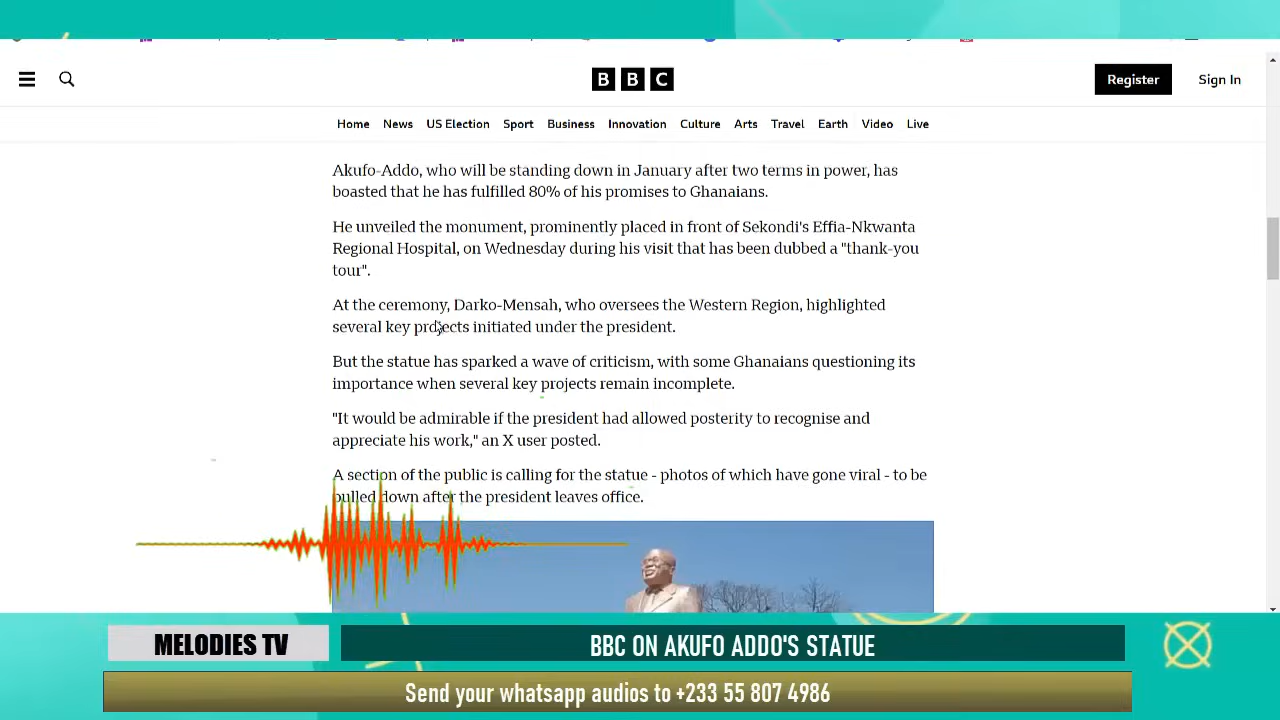 BBC
Register
Sign In
Home News US Election Sport Business Innovation Culture Arts Travel Earth Video Live
Akufo-Addo, who will be standing down in January after two terms in power, has
boasted that he has fulfilled 80% of his promises to Ghanaians.
He unveiled the monument, prominently placed in front of Sekondi's Effia-Nkwanta
Regional Hospital, on Wednesday during his visit that has been dubbed a "thank-you
tour".
At the ceremony, Darko-Mensah, who oversees the Western Region, highlighted
several key projects initiated under the president.
But the statue has sparked a wave of criticism, with some Ghanaians questioning its
importance when several key projects remain incomplete.
"It would be admirable if the president had allowed posterity to recognise and
appreciate his work," an X user posted.
A section of the public is calling for the statue - photos of which have gone viral - to be
pulled down after the president leaves office.
MELODIES TV
BBC ON AKUFO ADDO'S STATUE
Send your whatsapp audios to +233 55 807 4986